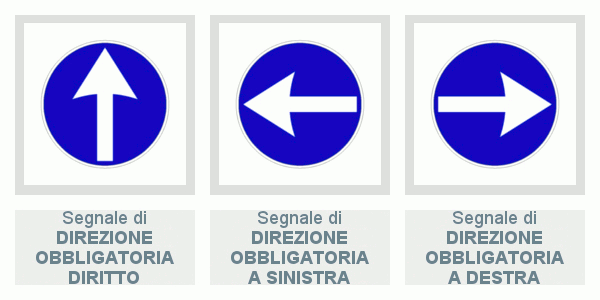 Segnale di
DIREZIONE
OBBLIGATORIA
DIRITTO
Segnale di
DIREZIONE
OBBLIGATORIA
A SINISTRA
Segnale di
DIREZIONE
OBBLIGATORIA
A DESTRA